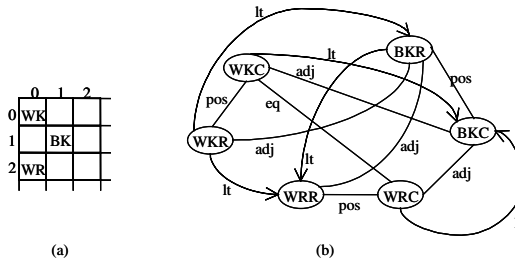 0 1 2
0 WK
1 BK
2 WR
(a)
lt
BKR
lt
WKC
adj
pos
pos
eq
BKC
WKR
adj
lt
adj
adj
lt
WRR
pos
WRC
(b)